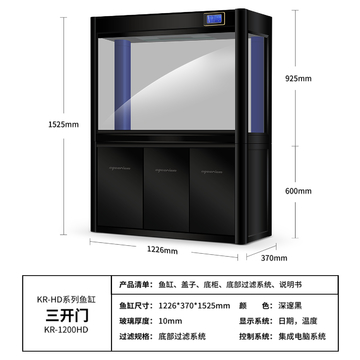 925mm
1525mm
600mm
1226mm
370mm
KR-HD系列鱼缸
三开门
KR-1200HD
产品清单：鱼缸、盖子、底柜、底部过滤系统、说明书
鱼缸尺寸：1226*370*1525mm
颜 色：深邃黑
玻璃厚度：10mm
显示系统：日期，温度
过滤规格：底部过滤系统
控制系统：集成电脑系统